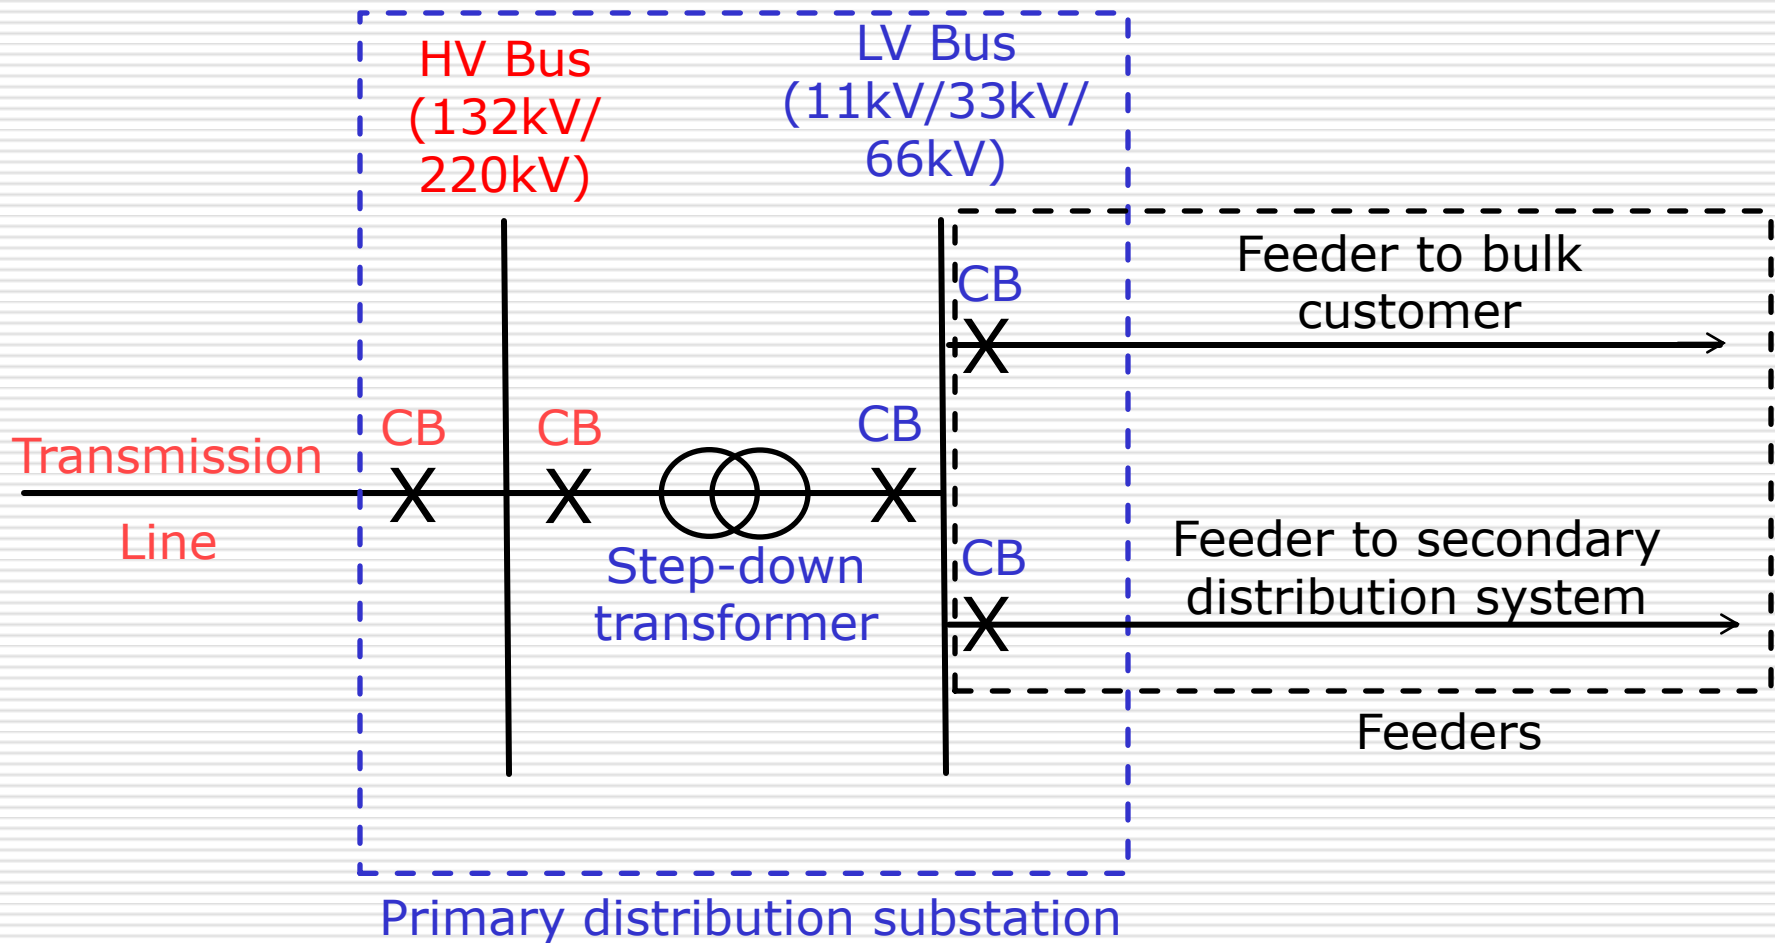 HV Bus
(132kV/
220kV)
LV Bus
(11kV/33kV/
66kV)
Feeder to bulk
customer
CB
Transmission
Line
CB
CB
CB
Step-down
transformer
CB
Feeder to secondary
distribution system
Feeders
Primary distribution substation